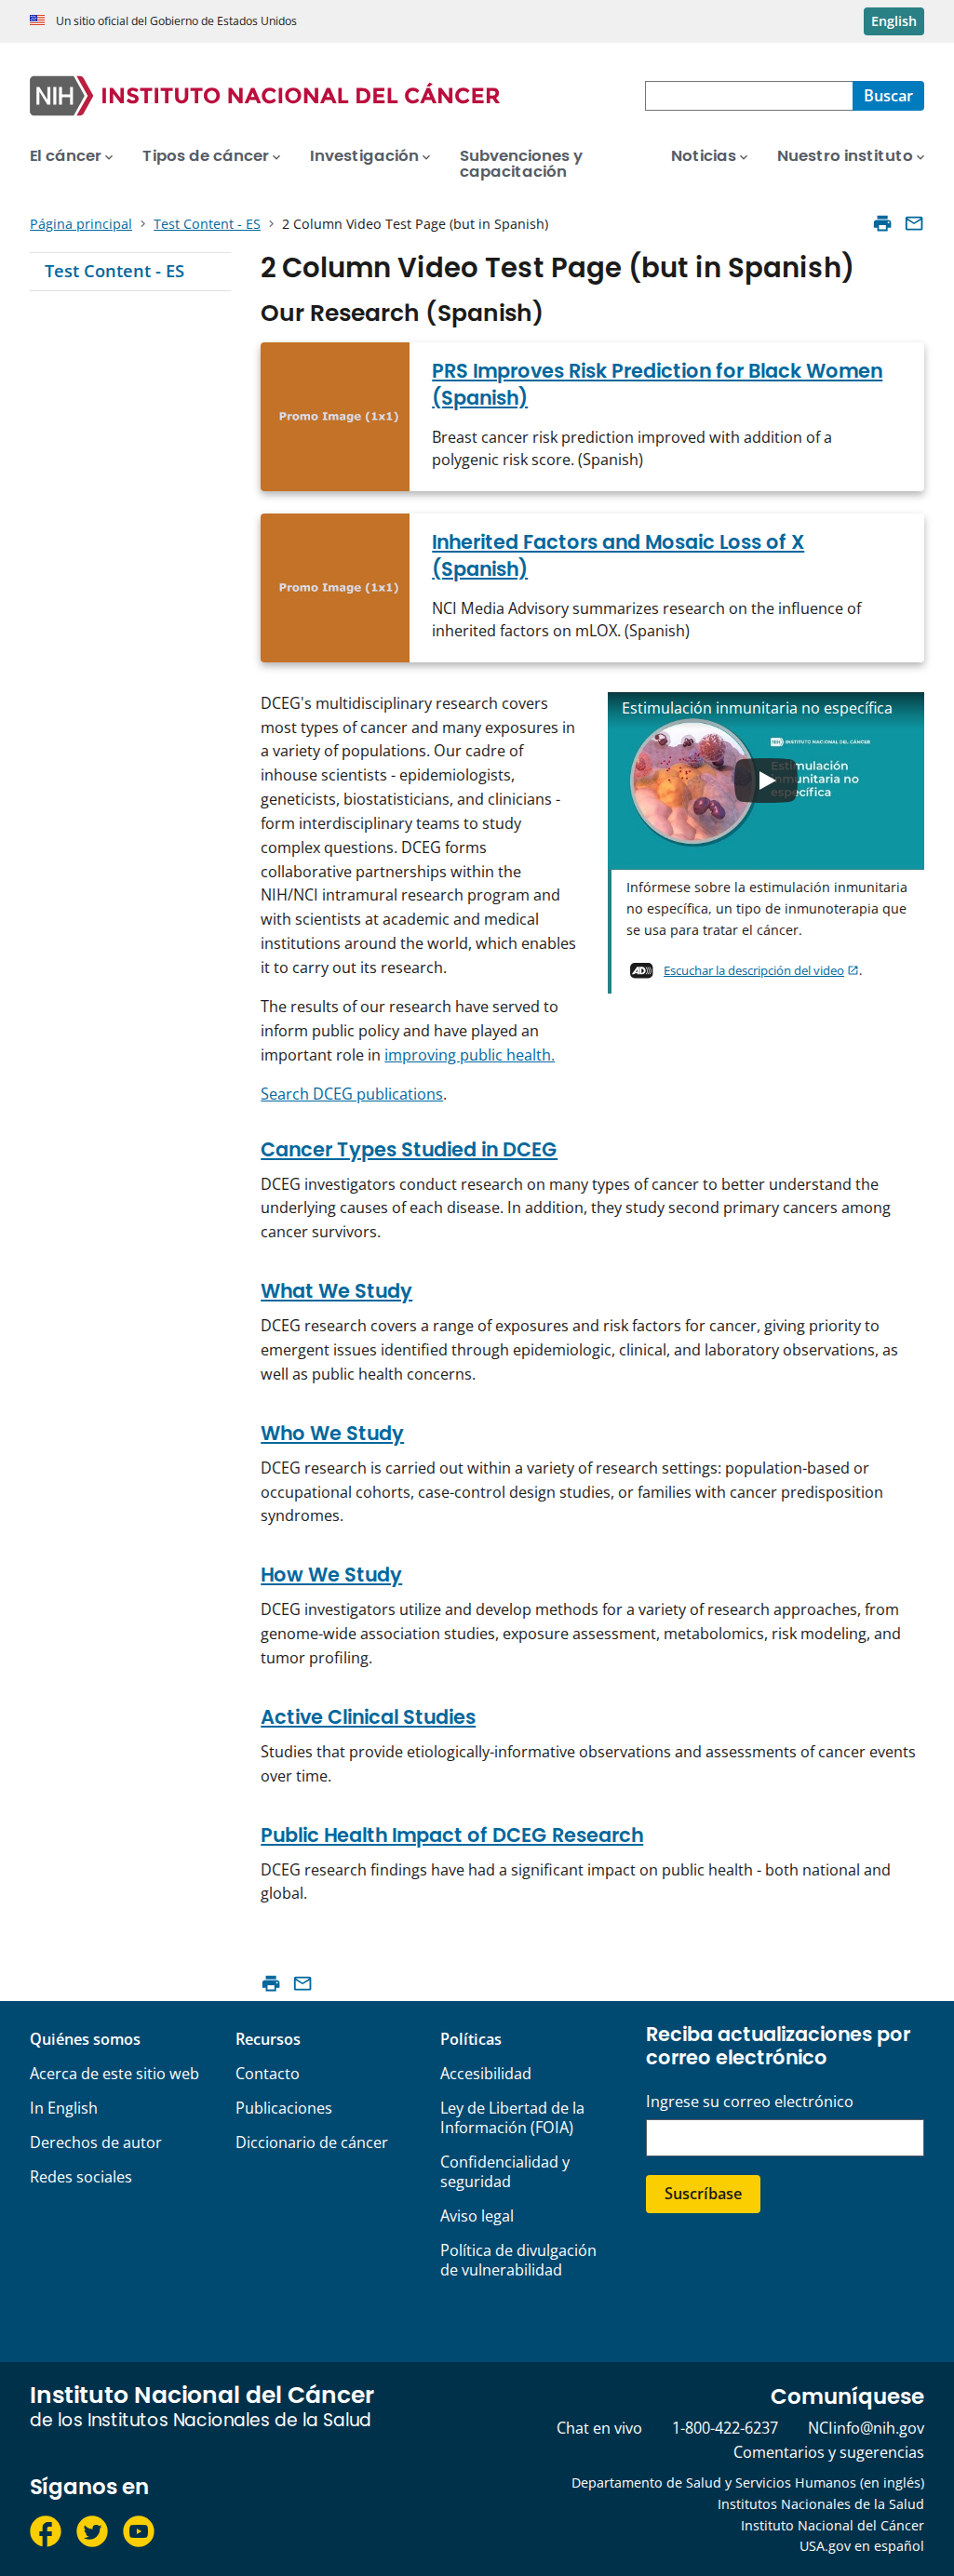 Un sitio oficial del Gobierno de Estados Unidos
English
NIH INSTITUTO NACIONAL DEL CÁNCER
Buscar
El cáncer
Tipos de cáncer
Investigación
Subvenciones y
capacitación
Noticias
Nuestro instituto
Página principal
Test Content - ES
2 Column Video Test Page (but in Spanish)
Test Content - ES
2 Column Video Test Page (but in Spanish)
Our Research (Spanish)
Promo Image (1x1)
PRS Improves Risk Prediction for Black Women
(Spanish)
Breast cancer risk prediction improved with addition of a
polygenic risk score. (Spanish)
Promo Image (1x1)
Inherited Factors and Mosaic Loss of X
(Spanish)
NCI Media Advisory summarizes research on the influence of
inherited factors on mLOX. (Spanish)
DCEG's multidisciplinary research covers
most types of cancer and many exposures in
a variety of populations. Our cadre of
inhouse scientists - epidemiologists,
geneticists, biostatisticians, and clinicians -
form interdisciplinary teams to study
complex questions. DCEG forms
collaborative partnerships within the
NIH/NCI intramural research program and
with scientists at academic and medical
institutions around the world, which enables
it to carry out its research.
The results of our research have served to
inform public policy and have played an
important role in improving public health.
Search DCEG publications.
Estimulación inmunitaria no específica
NIH INSTITUTO NACIONAL DEL CÁNCER
Estimulación
inmunitaria no
específica
Infórmese sobre la estimulación inmunitaria
no específica, un tipo de inmunoterapia que
se usa para tratar el cáncer.
AD Escuchar la descripción del video.
Cancer Types Studied in DCEG
DCEG investigators conduct research on many types of cancer to better understand the
underlying causes of each disease. In addition, they study second primary cancers among
cancer survivors.
What We Study
DCEG research covers a range of exposures and risk factors for cancer, giving priority to
emergent issues identified through epidemiologic, clinical, and laboratory observations, as
well as public health concerns.
Who We Study
DCEG research is carried out within a variety of research settings: population-based or
occupational cohorts, case-control design studies, or families with cancer predisposition
syndromes.
How We Study
DCEG investigators utilize and develop methods for a variety of research approaches, from
genome-wide association studies, exposure assessment, metabolomics, risk modeling, and
tumor profiling.
Active Clinical Studies
Studies that provide etiologically-informative observations and assessments of cancer events
over time.
Public Health Impact of DCEG Research
DCEG research findings have had a significant impact on public health - both national and
global.
Quiénes somos
Acerca de este sitio web
In English
Derechos de autor
Redes sociales
Recursos
Contacto
Publicaciones
Diccionario de cáncer
Políticas
Accesibilidad
Ley de Libertad de la
Información (FOIA)
Confidencialidad y
seguridad
Aviso legal
Política de divulgación
de vulnerabilidad
Reciba actualizaciones por
correo electrónico
Ingrese su correo electrónico
Suscríbase
Instituto Nacional del Cáncer
de los Institutos Nacionales de la Salud
Síganos en
Comuníquese
Chat en vivo
1-800-422-6237
NCIinfo@nih.gov
Comentarios y sugerencias
Departamento de Salud y Servicios Humanos (en inglés)
Institutos Nacionales de la Salud
Instituto Nacional del Cáncer
USA.gov en español